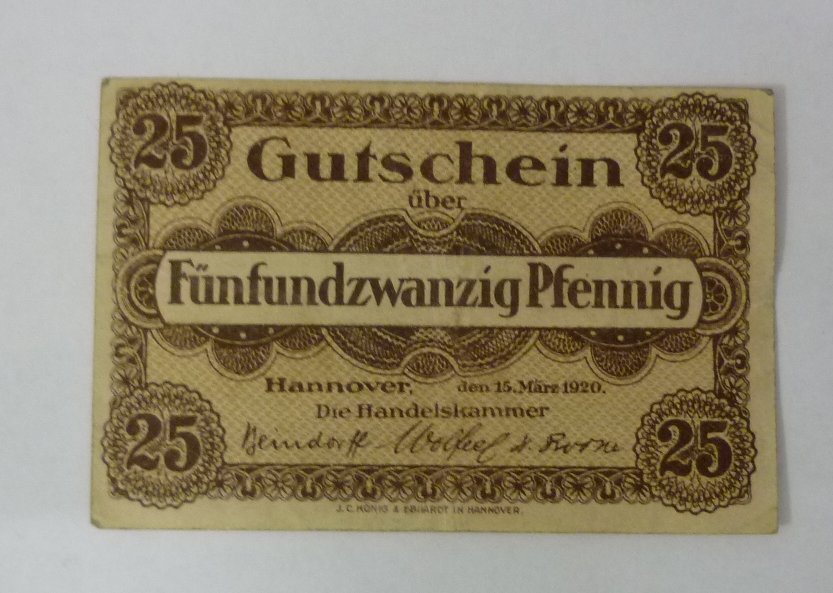 25 Gutschein 25
über
Fünfundzwanzig Pfennig
Hannover, den 15. März 1920.
Die Handelskammer
25 Beindorff 25
J. C. KÖNIG & EBHARDT IN HANNOVER.